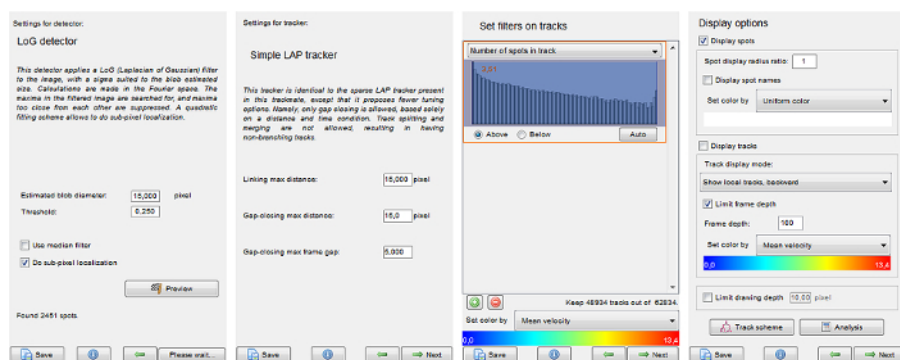 Settings for detector:
LoG detector
This detector applies a LoG (Laplacian of Gaussian) filter
to the image, with a sigma suited to the blob estimated
size. Calculations are made in the Fourier space. The
maxima in the filtered image are searched for, and maxima
too close from each other are suppressed. A quadratic
fitting scheme allows to do sub-pixel localization.
Estimated blob diameter: 15,000 pixel
Threshold: 0,250
Use median filter
Do sub-pixel localization
Preview
Found 2451 spots
Save
Please wait...
Settings for tracker:
Simple LAP tracker
This tracker is identical to the sparse LAP tracker present
in this trackmate, except that it proposes fewer tuning
options. Namely, only gap closing is allowed, based solely
on a distance and time condition. Track splitting and
merging are not allowed, resulting in having
non-branching tracks.
Linking max distance: 15,000 pixel
Gap-closing max distance: 15,0 pixel
Gap-closing max frame gap: 5,000
Save
Next
Set filters on tracks
Number of spots in track
Above Below Auto
Keep 48934 tracks out of 62834.
Set color by Mean velocity
0,0 13,4
Save
Next
Display options
Display spots
Spot display radius ratio: 1
Display spot names
Set color by Uniform color
Display tracks
Track display mode:
Show local tracks, backward
Limit frame depth
Frame depth: 100
Set color by Mean velocity
0,0 13,4
Limit drawing depth 10,00 pixel
Track scheme Analysis
Save
Next